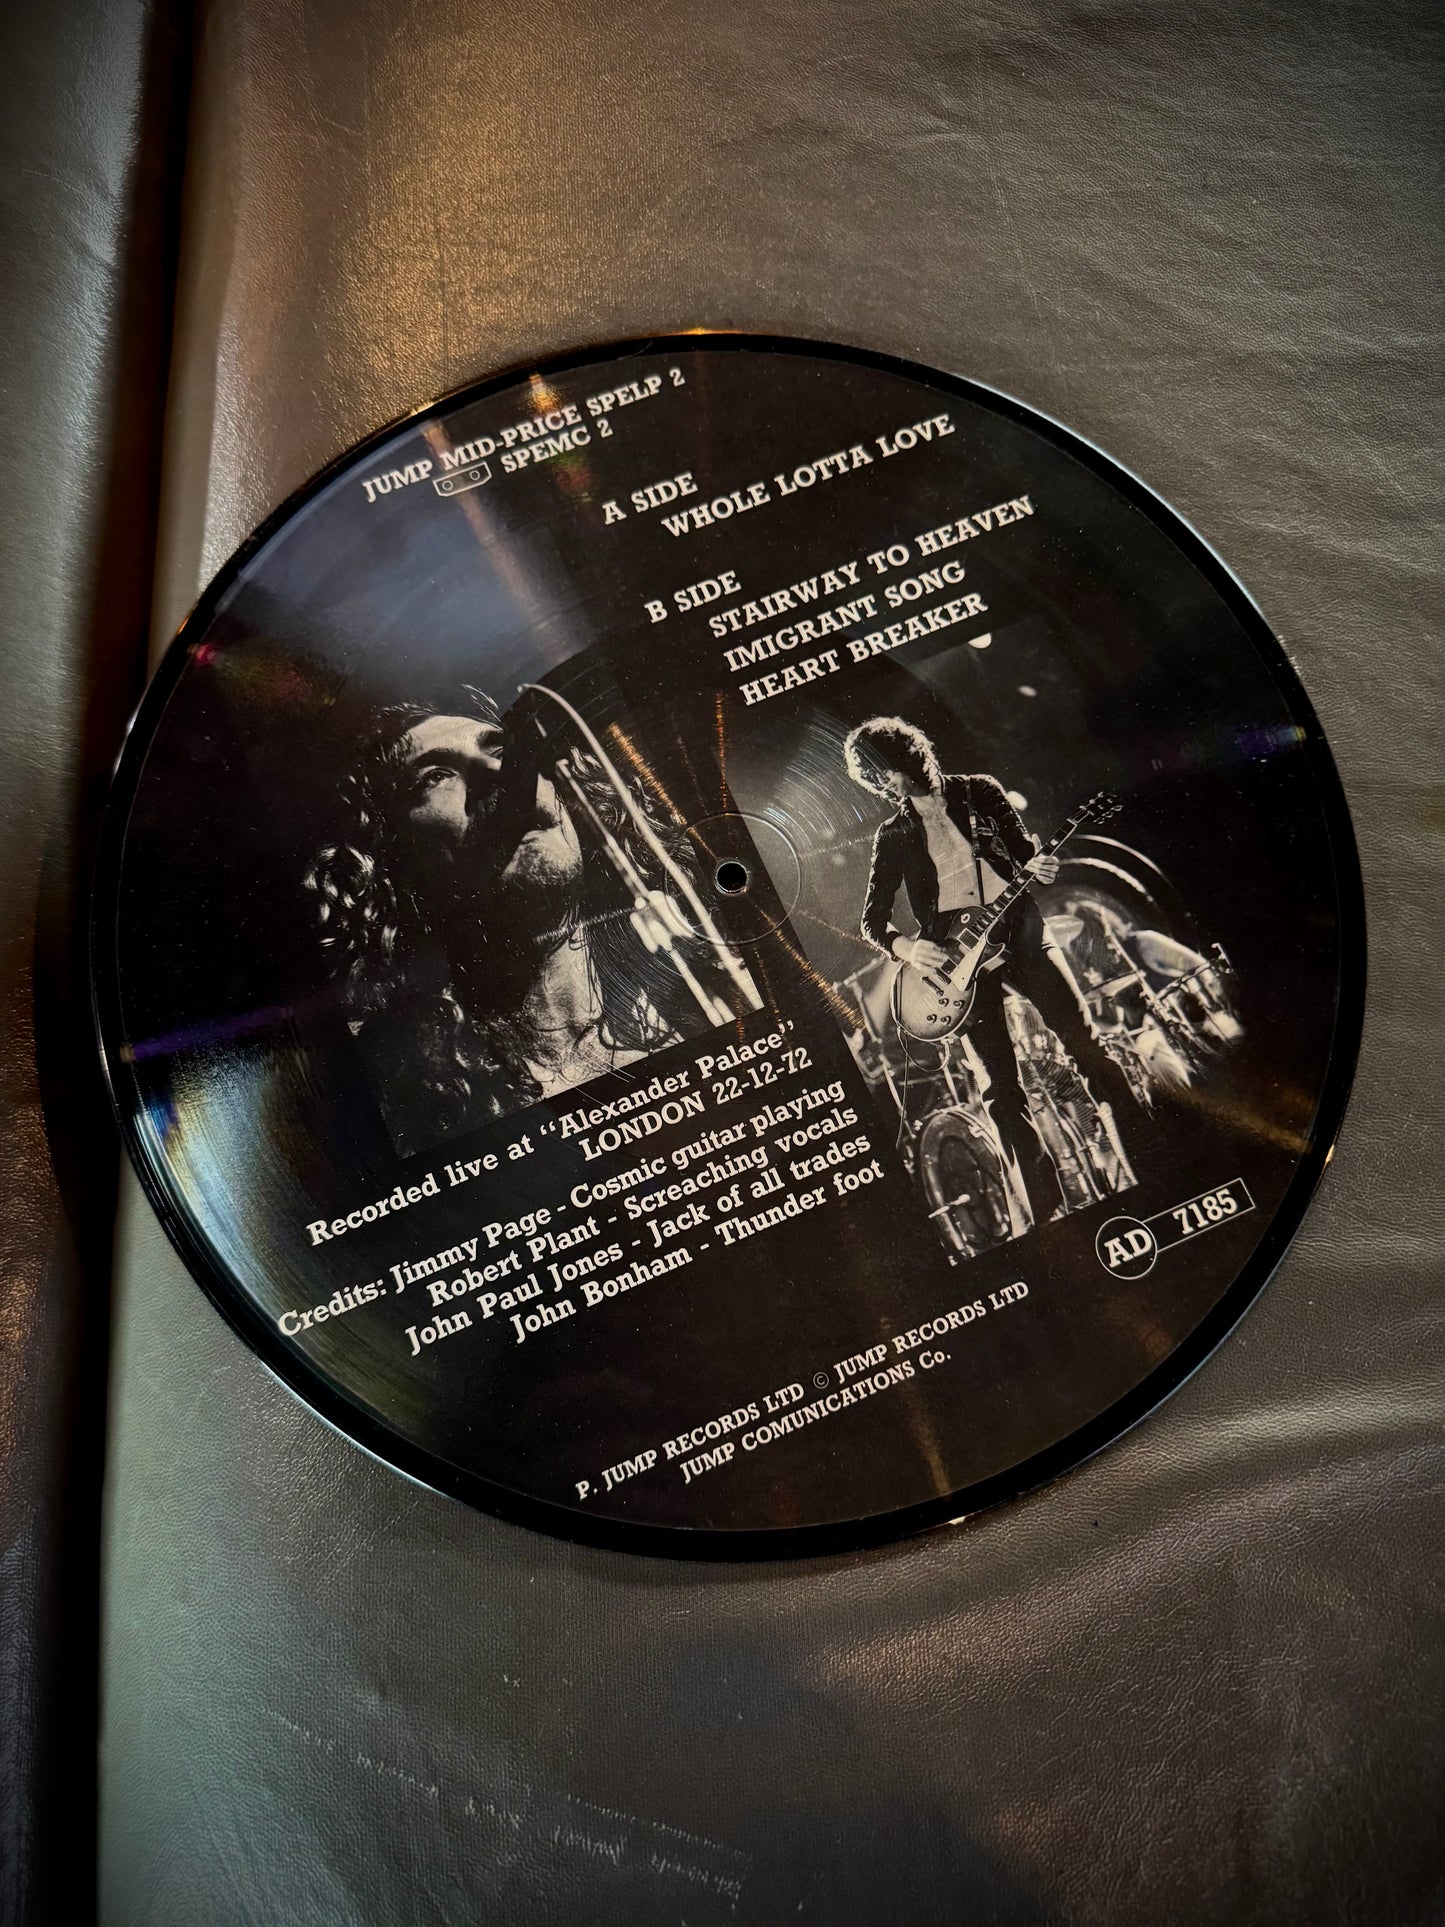 JUMP MID-PRICE SPELP 2
SPEMC 2
A SIDE
WHOLE LOTTA LOVE
B SIDE
STAIRWAY TO HEAVEN
IMIGRANT SONG
HEART BREAKER
Recorded live at “Alexander Palace”
LONDON 22-12-72
Credits: Jimmy Page - Cosmic guitar playing
Robert Plant - Screaching vocals
John Paul Jones - Jack of all trades
John Bonham - Thunder foot
AD 7185
P. JUMP RECORDS LTD © JUMP RECORDS LTD
JUMP COMUNICATIONS Co.